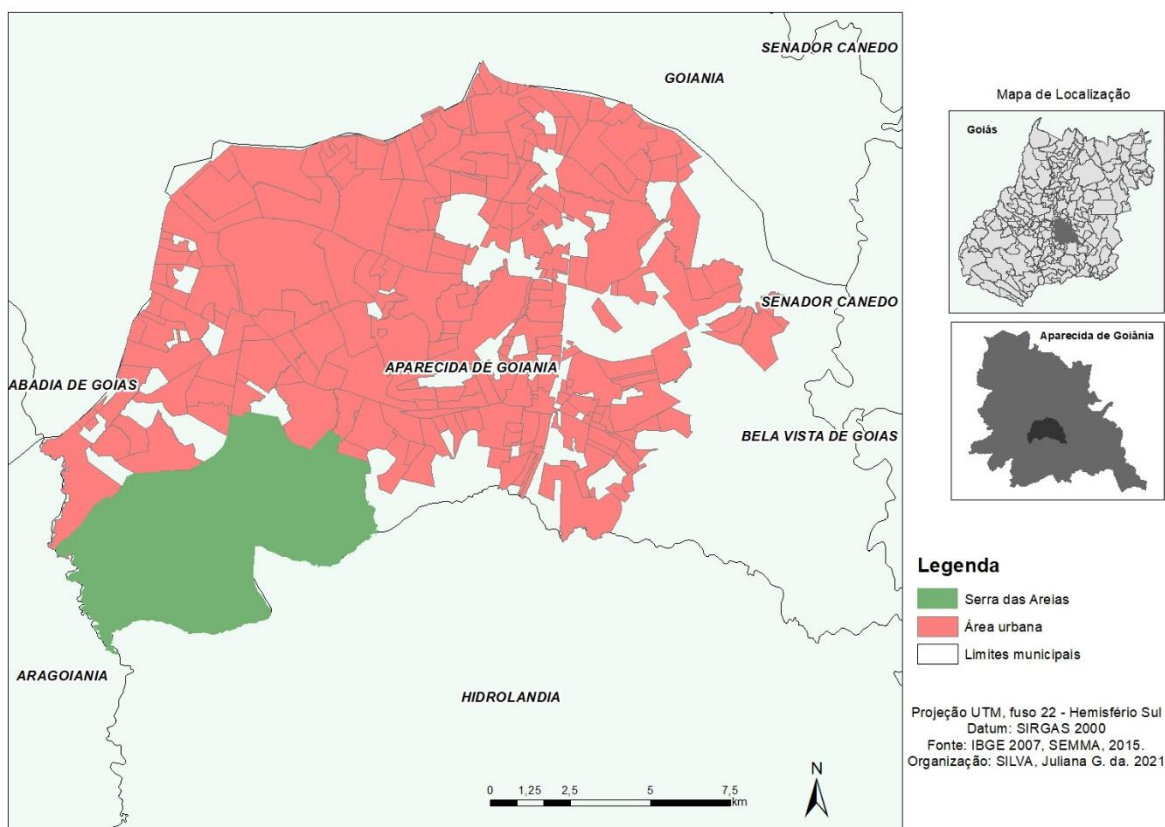 SENADOR CANEDO
GOIANIA
SENADOR CANEDO
APARECIDA DE GOIANIA
ABADIA DE GOIAS
BELA VISTA DE GOIAS
ARAGOIANIA
HIDROLANDIA
0 1,25 2,5 5 7,5
km
N
Mapa de Localização
Goiás
Aparecida de Goiânia
Legenda
Serra das Areias
Área urbana
Limites municipais
Projeção UTM, fuso 22 - Hemisfério Sul
Datum: SIRGAS 2000
Fonte: IBGE 2007, SEMMA, 2015.
Organização: SILVA, Juliana G. da. 2021